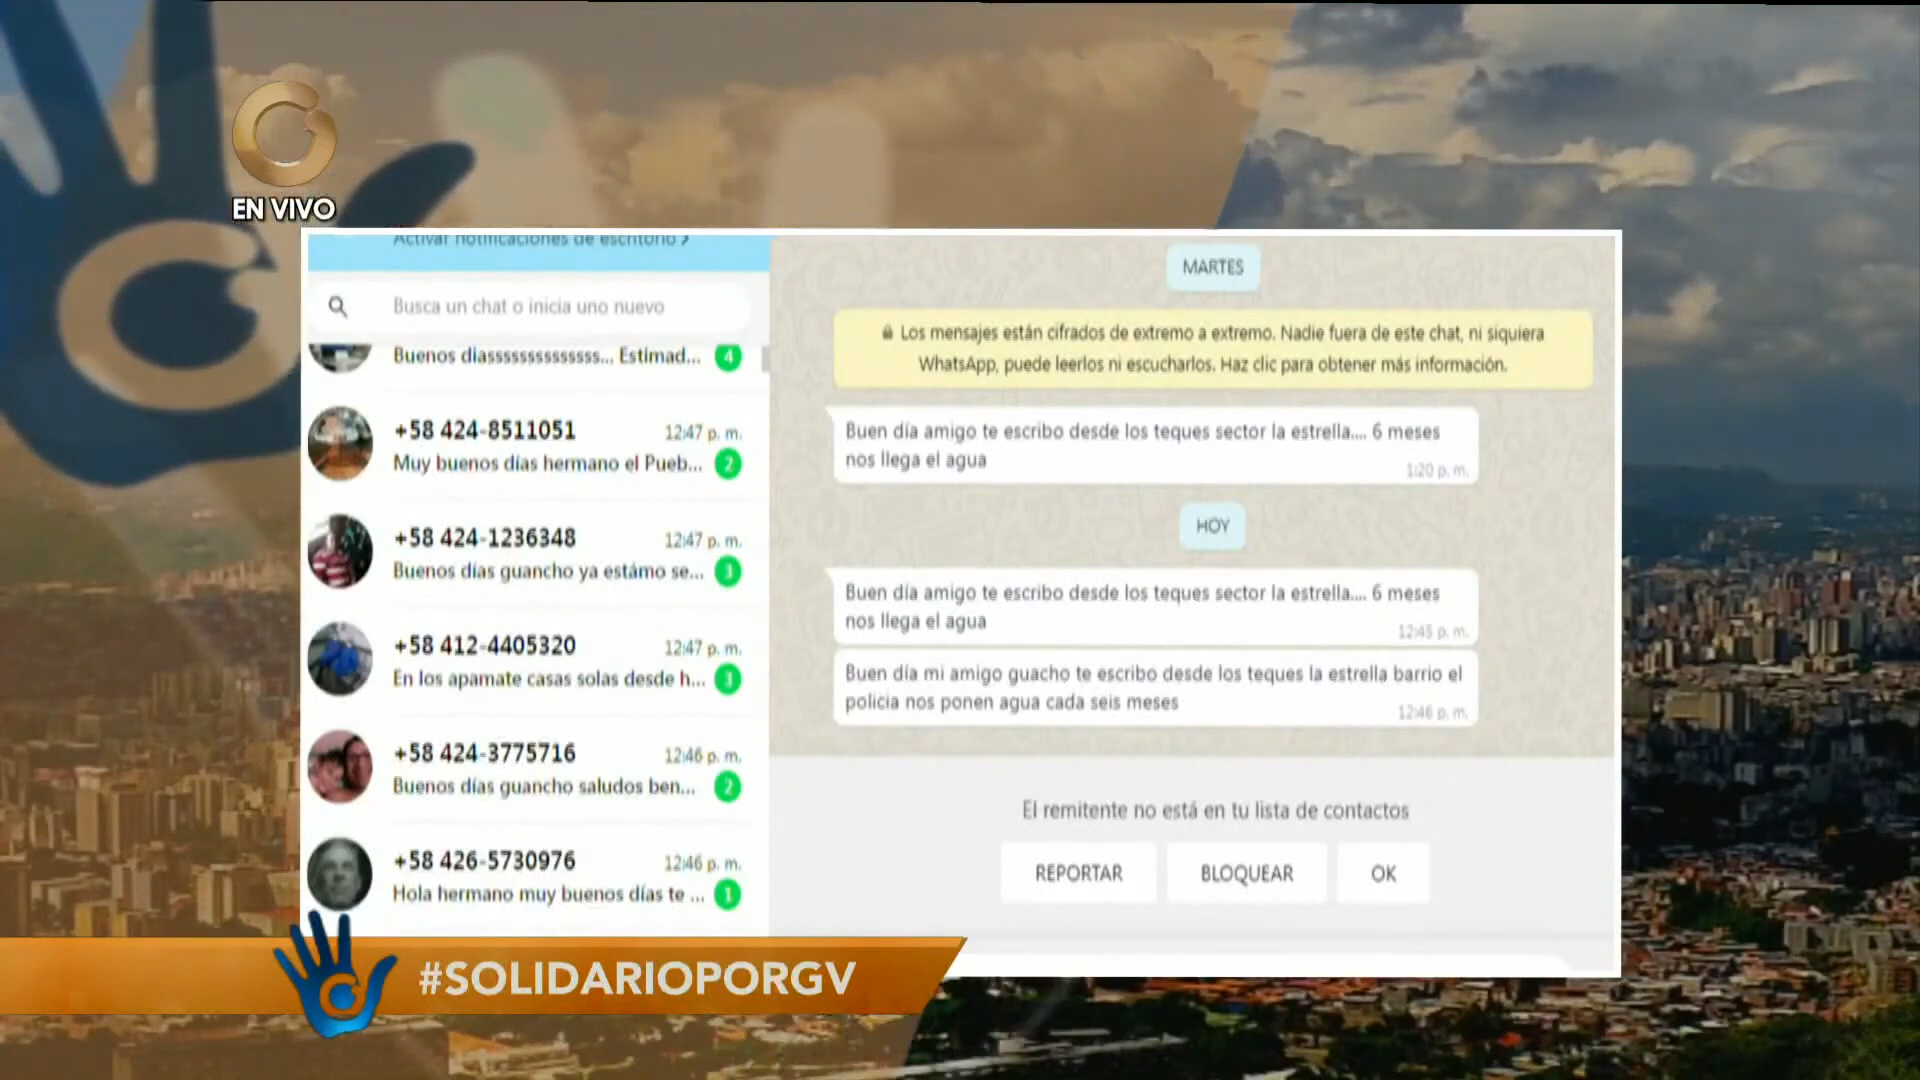 EN VIVO
Activar notificaciones de escritorio >
Busca un chat o inicia uno nuevo
Buenos diasssssssssssss... Estimad... 4
+58 424-8511051 12:47 p. m.
Muy buenos días hermano el Pueb... 2
+58 424-1236348 12:47 p. m.
Buenos días guancho ya estámo se... 3
+58 412-4405320 12:47 p. m.
En los apamate casas solas desde h... 3
+58 424-3775716 12:46 p. m.
Buenos días guancho saludos ben... 2
+58 426-5730976 12:46 p. m.
Hola hermano muy buenos días te ... 1
MARTES
Los mensajes están cifrados de extremo a extremo. Nadie fuera de este chat, ni siquiera
WhatsApp, puede leerlos ni escucharlos. Haz clic para obtener más información.
Buen día amigo te escribo desde los teques sector la estrella.... 6 meses
nos llega el agua
1:20 p. m.
HOY
Buen día amigo te escribo desde los teques sector la estrella.... 6 meses
nos llega el agua
12:45 p. m.
Buen día mi amigo guacho te escribo desde los teques la estrella barrio el
policia nos ponen agua cada seis meses
12:46 p. m.
El remitente no está en tu lista de contactos
REPORTAR BLOQUEAR OK
#SOLIDARIOPORGV